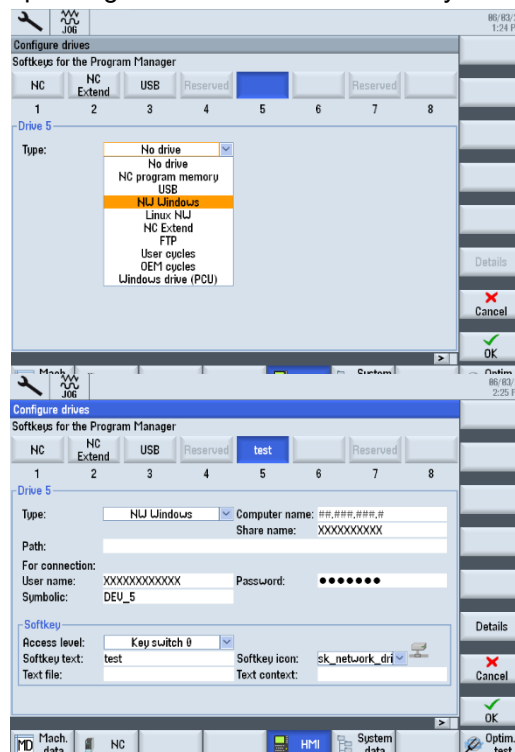 JOG
06/03/
1:24 P
Configure drives
Softkeys for the Program Manager
NC NC Extend USB Reserved Reserved
1 2 3 4 5 6 7 8
Drive 5
Type: No drive
No drive
NC program memory
USB
NW Windows
Linux NW
NC Extend
FTP
User cycles
OEM cycles
Windows drive (PCU)
Details
Cancel
OK
JOG
06/03/
2:25 P
Configure drives
Softkeys for the Program Manager
NC NC Extend USB Reserved test Reserved
1 2 3 4 5 6 7 8
Drive 5
Type: NW Windows Computer name: ##.###.###.#
Share name: XXXXXXXXXX
Path:
For connection:
User name: XXXXXXXXXXXX Password: ●●●●●●●
Symbolic: DEV_5
Softkey
Access level: Key switch 0
Softkey text: test Softkey icon: sk_network_dri
Text file: Text context:
Details
Cancel
OK
MD Mach. data NC HMI System data Optim. test